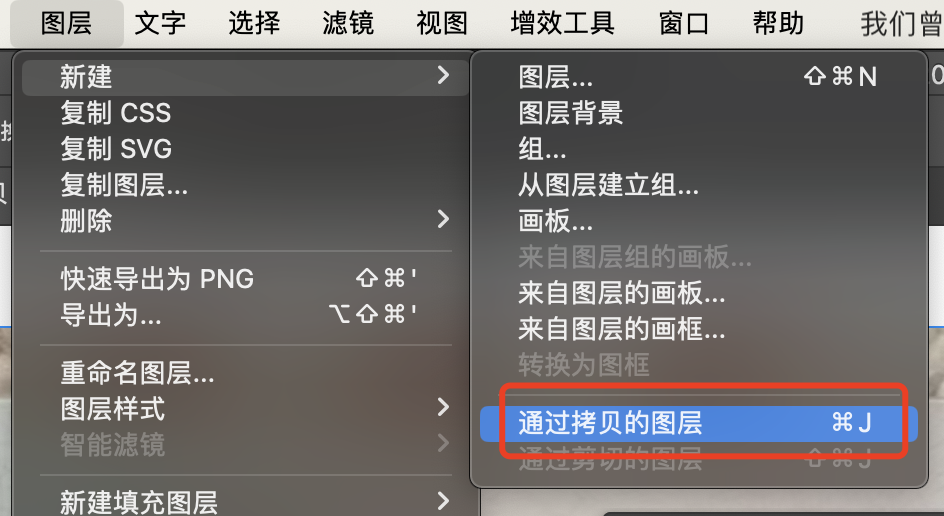 图层 文字 选择 滤镜 视图 增效工具 窗口 帮助 我们曾
新建
复制 CSS
复制 SVG
复制图层...
删除
快速导出为 PNG ⇧⌘'
导出为... ⌥⇧⌘'
重命名图层...
图层样式
智能滤镜
新建填充图层
图层... ⇧⌘N
图层背景
组...
从图层建立组...
画板...
来自图层组的画板...
来自图层的画板...
来自图层的画框...
转换为图框
通过拷贝的图层 ⌘J
通过剪切的图层 ⇧⌘J